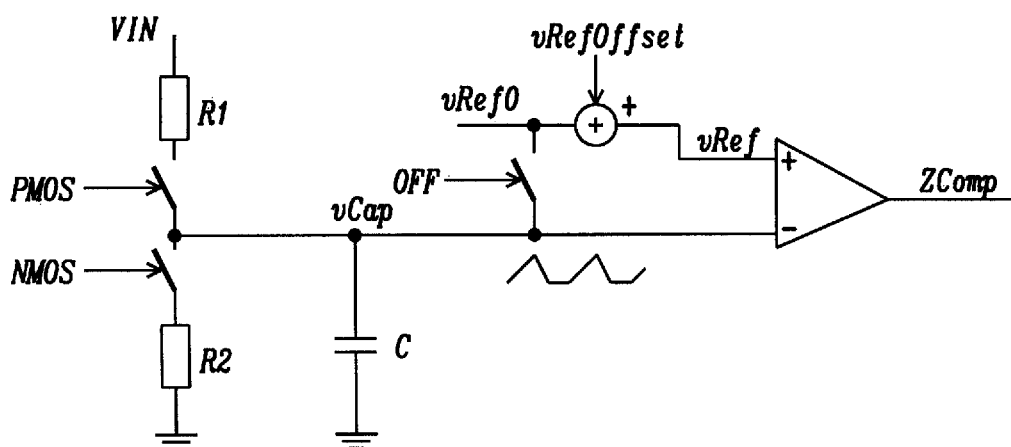 VIN
vRefOffset
R1
vRef0
+
+
vRef
+
PMOS
OFF
ZComp
vCap
-
NMOS
R2
C